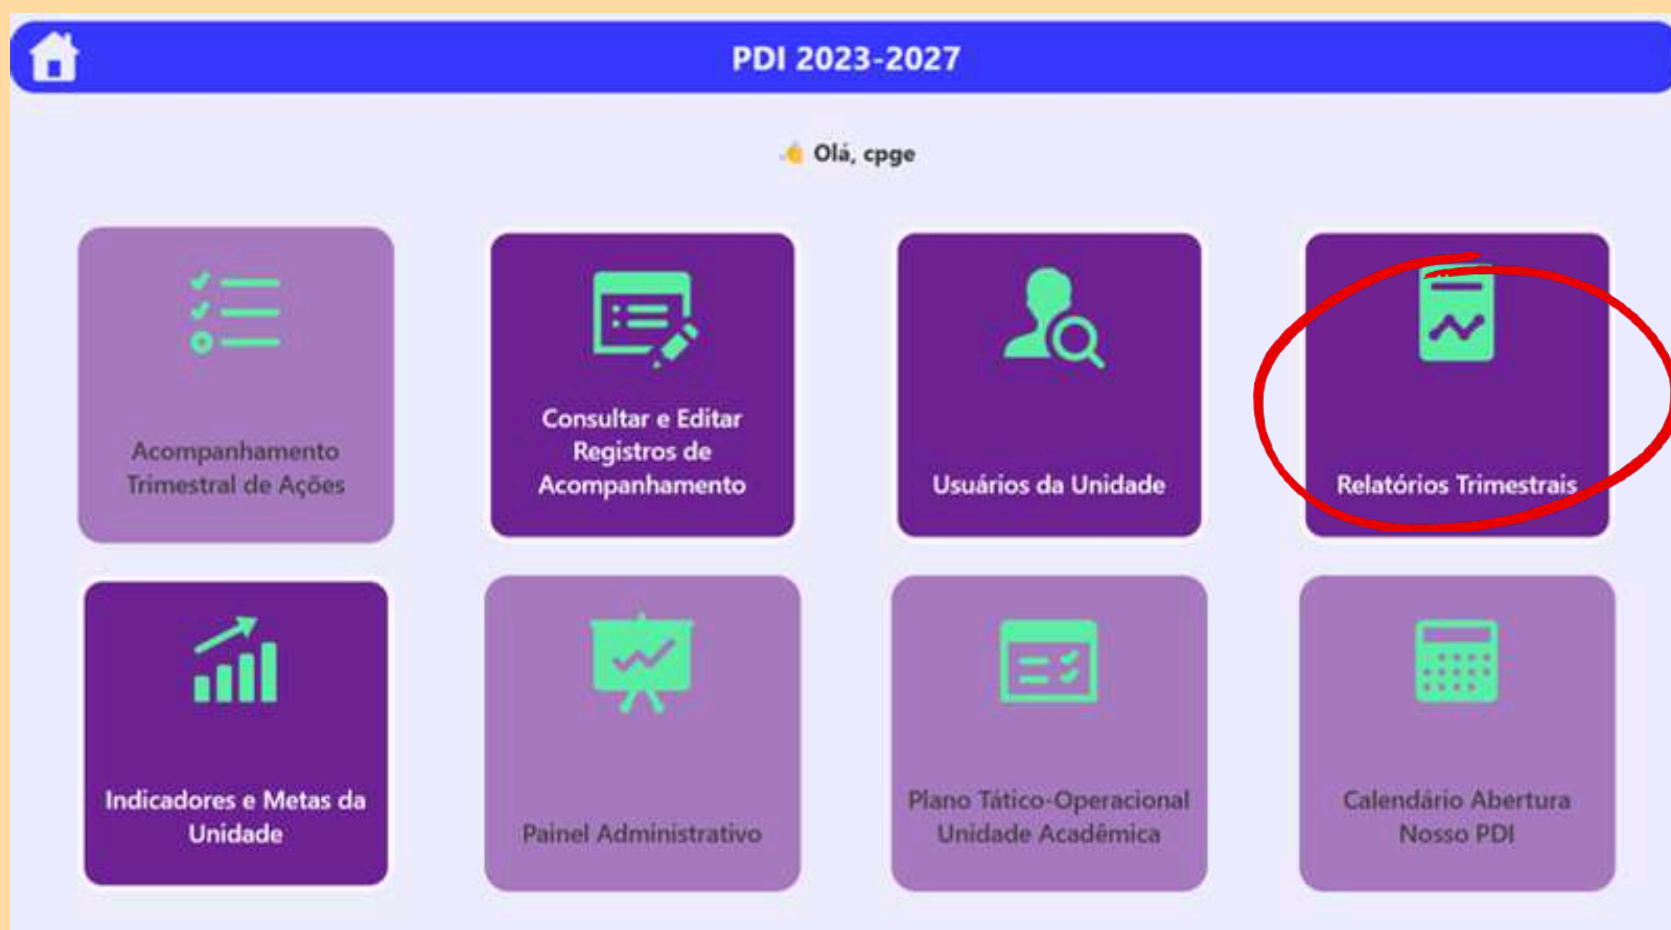 PDI 2023-2027
Olá, cpge
Acompanhamento
Trimestral de Ações
Consultar e Editar
Registros de
Acompanhamento
Usuários da Unidade
Relatórios Trimestrais
Indicadores e Metas da
Unidade
Painel Administrativo
Plano Tático-Operacional
Unidade Acadêmica
Calendário Abertura
Nosso PDI